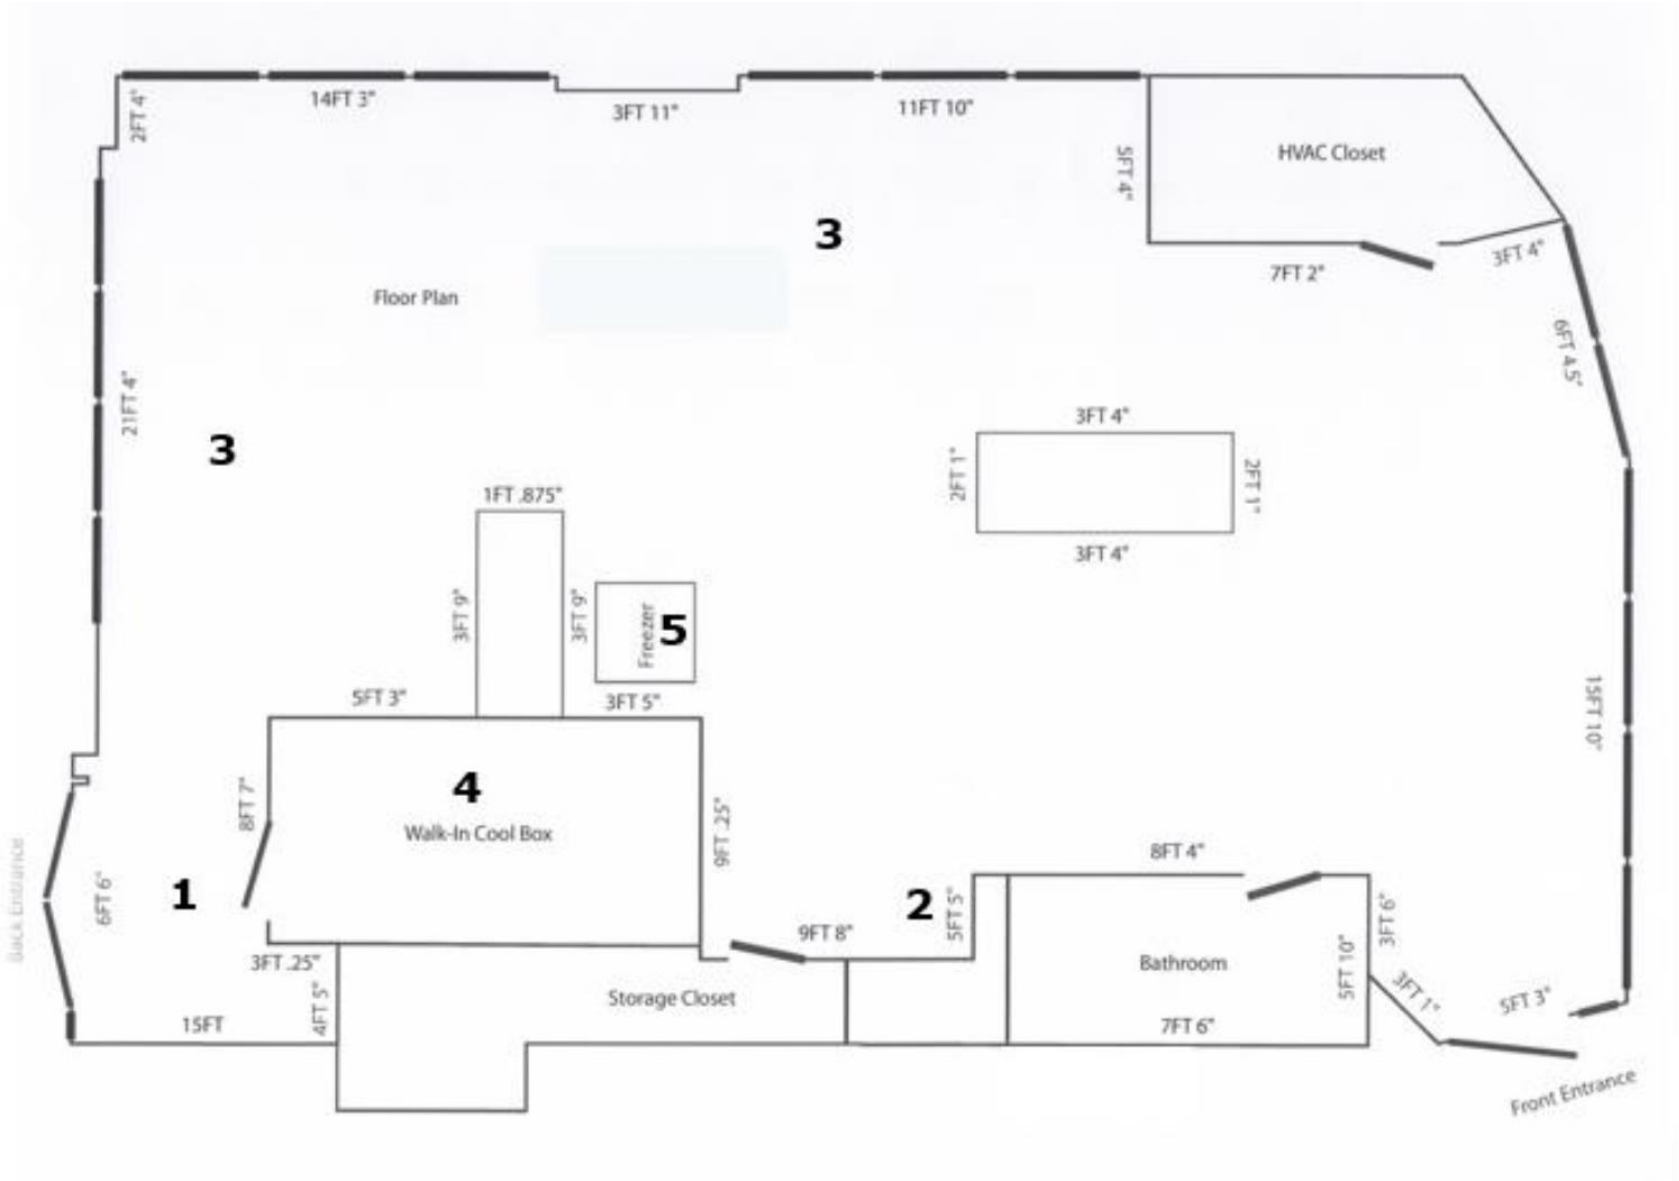 14FT 3"
3FT 11"
11FT 10"
2FT 4"
HVAC Closet
5FT 4"
3
7FT 2"
3FT 4"
Floor Plan
6FT 4.5"
21FT 4"
3
3FT 4"
2FT 1"
2FT 1"
3FT 4"
1FT .875"
3FT 9"
3FT 9"
Freezer
5
5FT 3"
3FT 5"
15FT 10"
8FT 7"
4
Walk-In Cool Box
9FT .25"
Back Entrance
6FT 6"
1
8FT 4"
2
5FT 5"
9FT 8"
3FT 6"
Bathroom
5FT 10"
3FT 1"
3FT .25"
4FT 5"
Storage Closet
15FT
7FT 6"
5FT 3"
Front Entrance